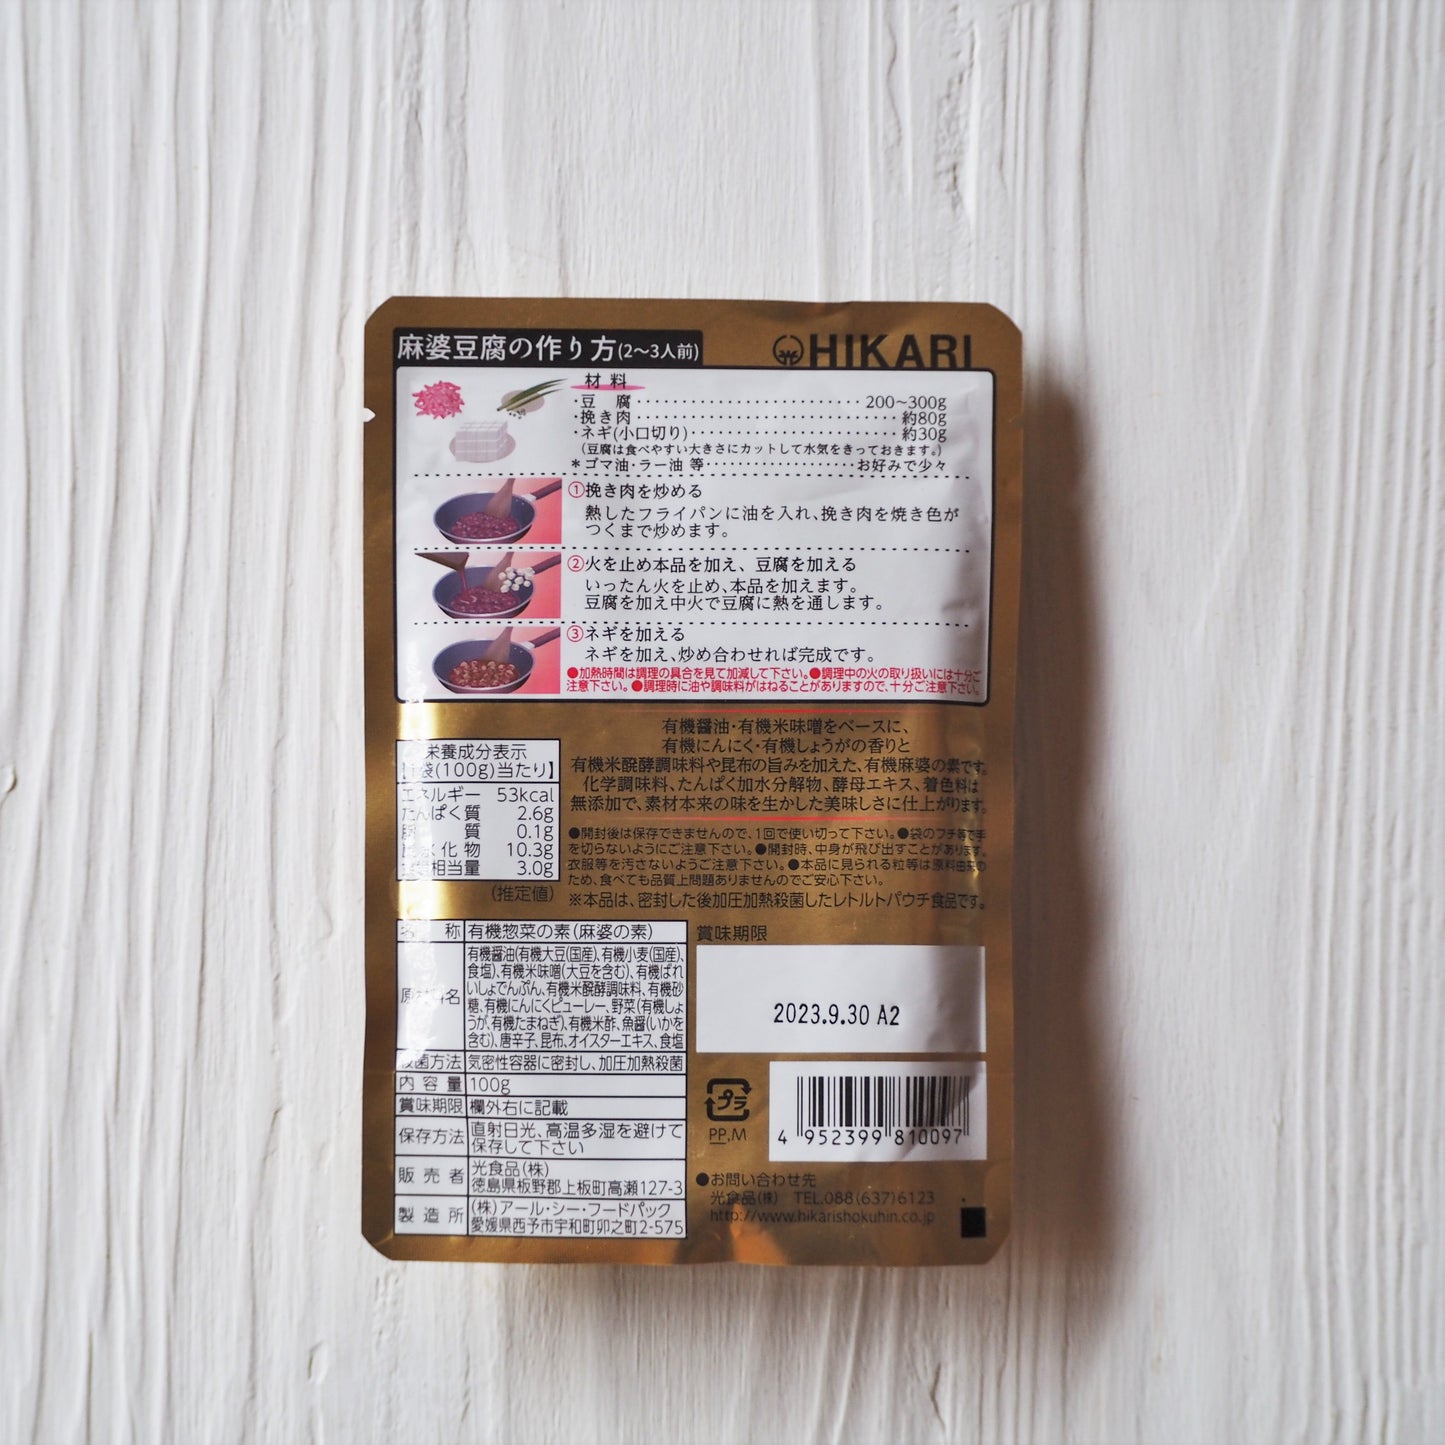 麻婆豆腐の作り方(2〜3人前)
HIKARI
材料
・豆腐 200〜300g
・挽き肉 約80g
・ネギ(小口切り) 約30g
(豆腐は食べやすい大きさにカットして水気をきっておきます。)
＊ゴマ油・ラー油 等 お好みで少々
①挽き肉を炒める
熱したフライパンに油を入れ、挽き肉を焼き色が
つくまで炒めます。
②火を止め本品を加え、豆腐を加える
いったん火を止め、本品を加えます。
豆腐を加え中火で豆腐に熱を通します。
③ネギを加える
ネギを加え、炒め合わせれば完成です。
●加熱時間は調理の具合を見て加減して下さい。●調理中の火の取り扱いには十分ご
注意下さい。●調理時に油や調味料がはねることがありますので、十分ご注意下さい。
有機醤油・有機米味噌をベースに、
有機にんにく・有機しょうがの香りと
有機米醗酵調味料や昆布の旨みを加えた、有機麻婆の素です。
化学調味料、たんぱく加水分解物、酵母エキス、着色料は
無添加で、素材本来の味を生かした美味しさに仕上がります。
栄養成分表示
【1袋(100g)当たり】
エネルギー 53kcal
たんぱく質 2.6g
脂質 0.1g
炭水化物 10.3g
食塩相当量 3.0g
(推定値)
●開封後は保存できませんので、1回で使い切って下さい。●袋のフチ等で手
を切らないようにご注意下さい。●開封時、中身が飛び出すことがあります。
衣服等を汚さないようご注意下さい。●本品に見られる粒等は原料由来の
ため、食べても品質上問題ありませんのでご安心下さい。
※本品は、密封した後加圧加熱殺菌したレトルトパウチ食品です。
名称 有機惣菜の素(麻婆の素)
原材料名 有機醤油(有機大豆(国産)、有機小麦(国産)、
食塩)、有機米味噌(大豆を含む)、有機ばれ
いしょでんぷん、有機米醗酵調味料、有機砂
糖、有機にんにくピューレー、野菜(有機しょ
うが、有機たまねぎ)、有機米酢、魚醤(いかを
含む)、唐辛子、昆布、オイスターエキス、食塩
殺菌方法 気密性容器に密封し、加圧加熱殺菌
内容量 100g
賞味期限 欄外右に記載
保存方法 直射日光、高温多湿を避けて
保存して下さい
販売者 光食品(株)
徳島県板野郡上板町高瀬127-3
製造所 (株)アール・シー・フードパック
愛媛県西予市宇和町卯之町2-575
賞味期限
2023.9.30 A2
プラ
PP,M
4 952399 810097
●お問い合わせ先
光食品(株) TEL.088(637)6123
http://www.hikarishokuhin.co.jp